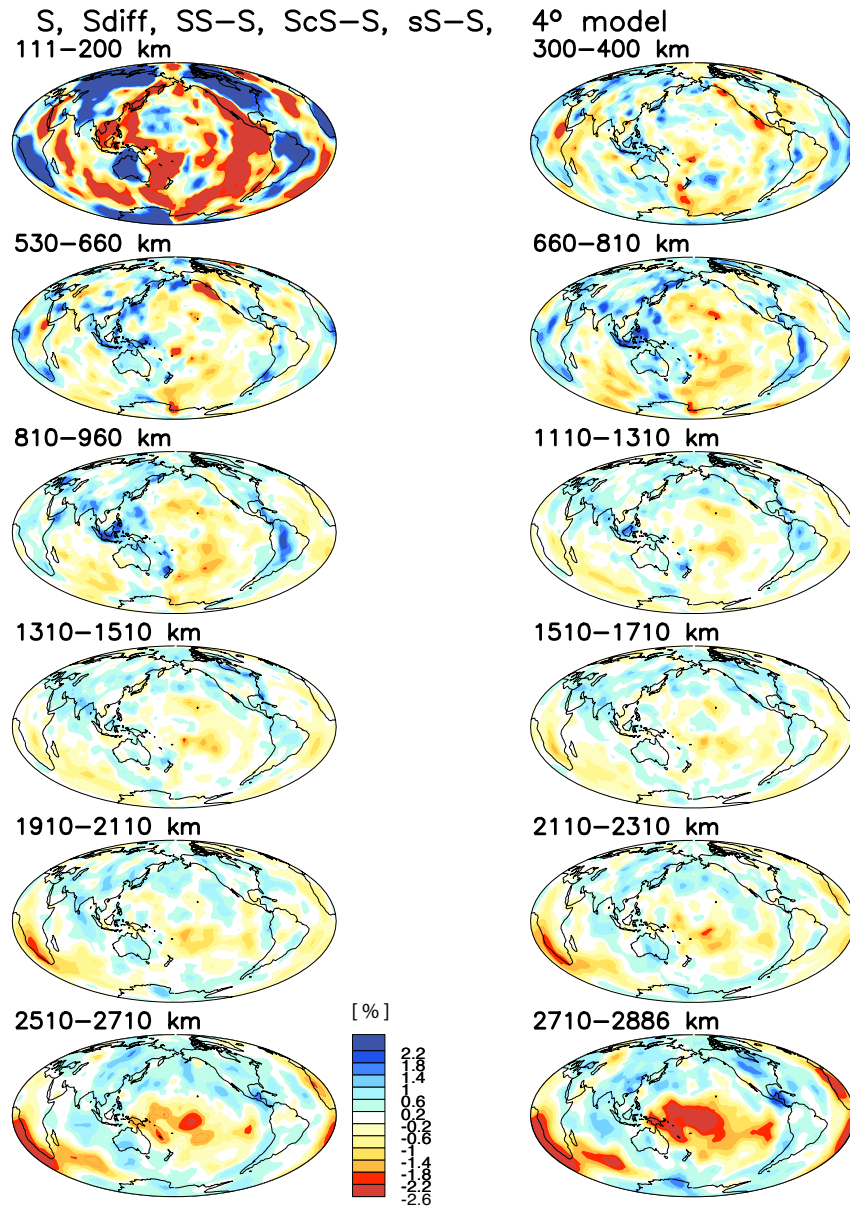 S, Sdiff, SS–S, ScS–S, sS–S, 4° model
111–200 km
300–400 km
530–660 km
660–810 km
810–960 km
1110–1310 km
1310–1510 km
1510–1710 km
1910–2110 km
2110–2310 km
2510–2710 km
[%]
2710–2886 km
2.2
1.8
1.4
1
0.6
0.2
-0.2
-0.6
-1
-1.4
-1.8
-2.2
-2.6